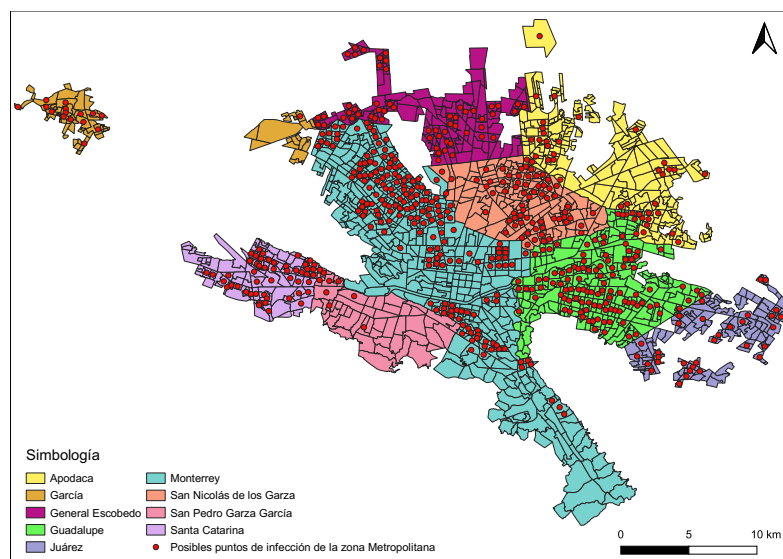 Simbología
Apodaca
García
General Escobedo
Guadalupe
Juárez
Monterrey
San Nicolás de los Garza
San Pedro Garza García
Santa Catarina
Posibles puntos de infección de la zona Metropolitana
0 5 10 km